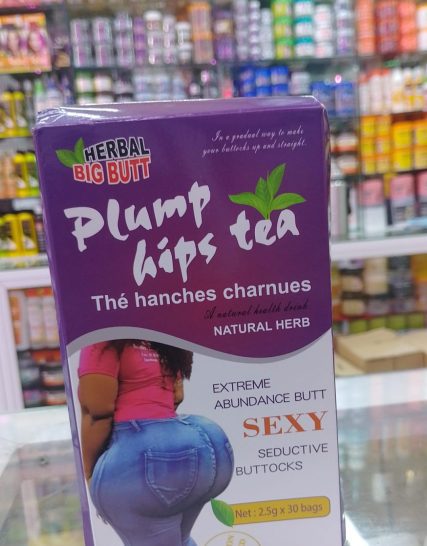 HERBAL
BIG BUTT
In a gradual way to make
your buttocks up and straight.
Plump
hips tea
Thé hanches charnues
A natural health drink
NATURAL HERB
EXTREME
ABUNDANCE BUTT
SEXY
SEDUCTIVE
BUTTOCKS
Net : 2.5g x 30 bags